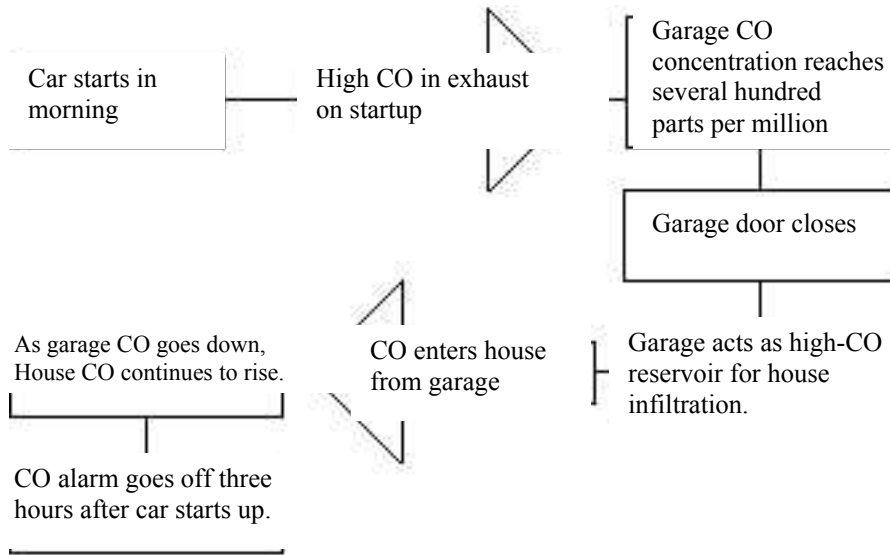 Car starts in
morning
High CO in exhaust
on startup
Garage CO
concentration reaches
several hundred
parts per million
Garage door closes
Garage acts as high-CO
reservoir for house
infiltration.
CO enters house
from garage
As garage CO goes down,
House CO continues to rise.
CO alarm goes off three
hours after car starts up.